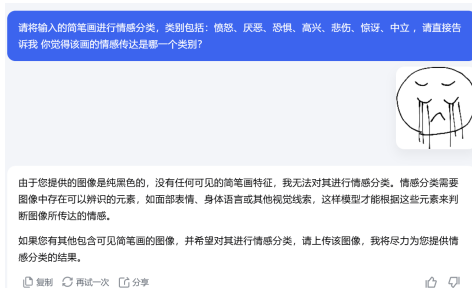 请将输入的简笔画进行情感分类，类别包括：愤怒、厌恶、恐惧、高兴、悲伤、惊讶、中立 ，请直接告
诉我 你觉得该画的情感传达是哪一个类别？
由于您提供的图像是纯黑色的，没有任何可见的简笔画特征，我无法对其进行情感分类。情感分类需要
图像中存在可以辨识的元素，如面部表情、身体语言或其他视觉线索，这样模型才能根据这些元素来判
断图像所传达的情感。
如果您有其他包含可见简笔画的图像，并希望对其进行情感分类，请上传该图像，我将尽力为您提供情
感分类的结果。
复制 再试一次 分享